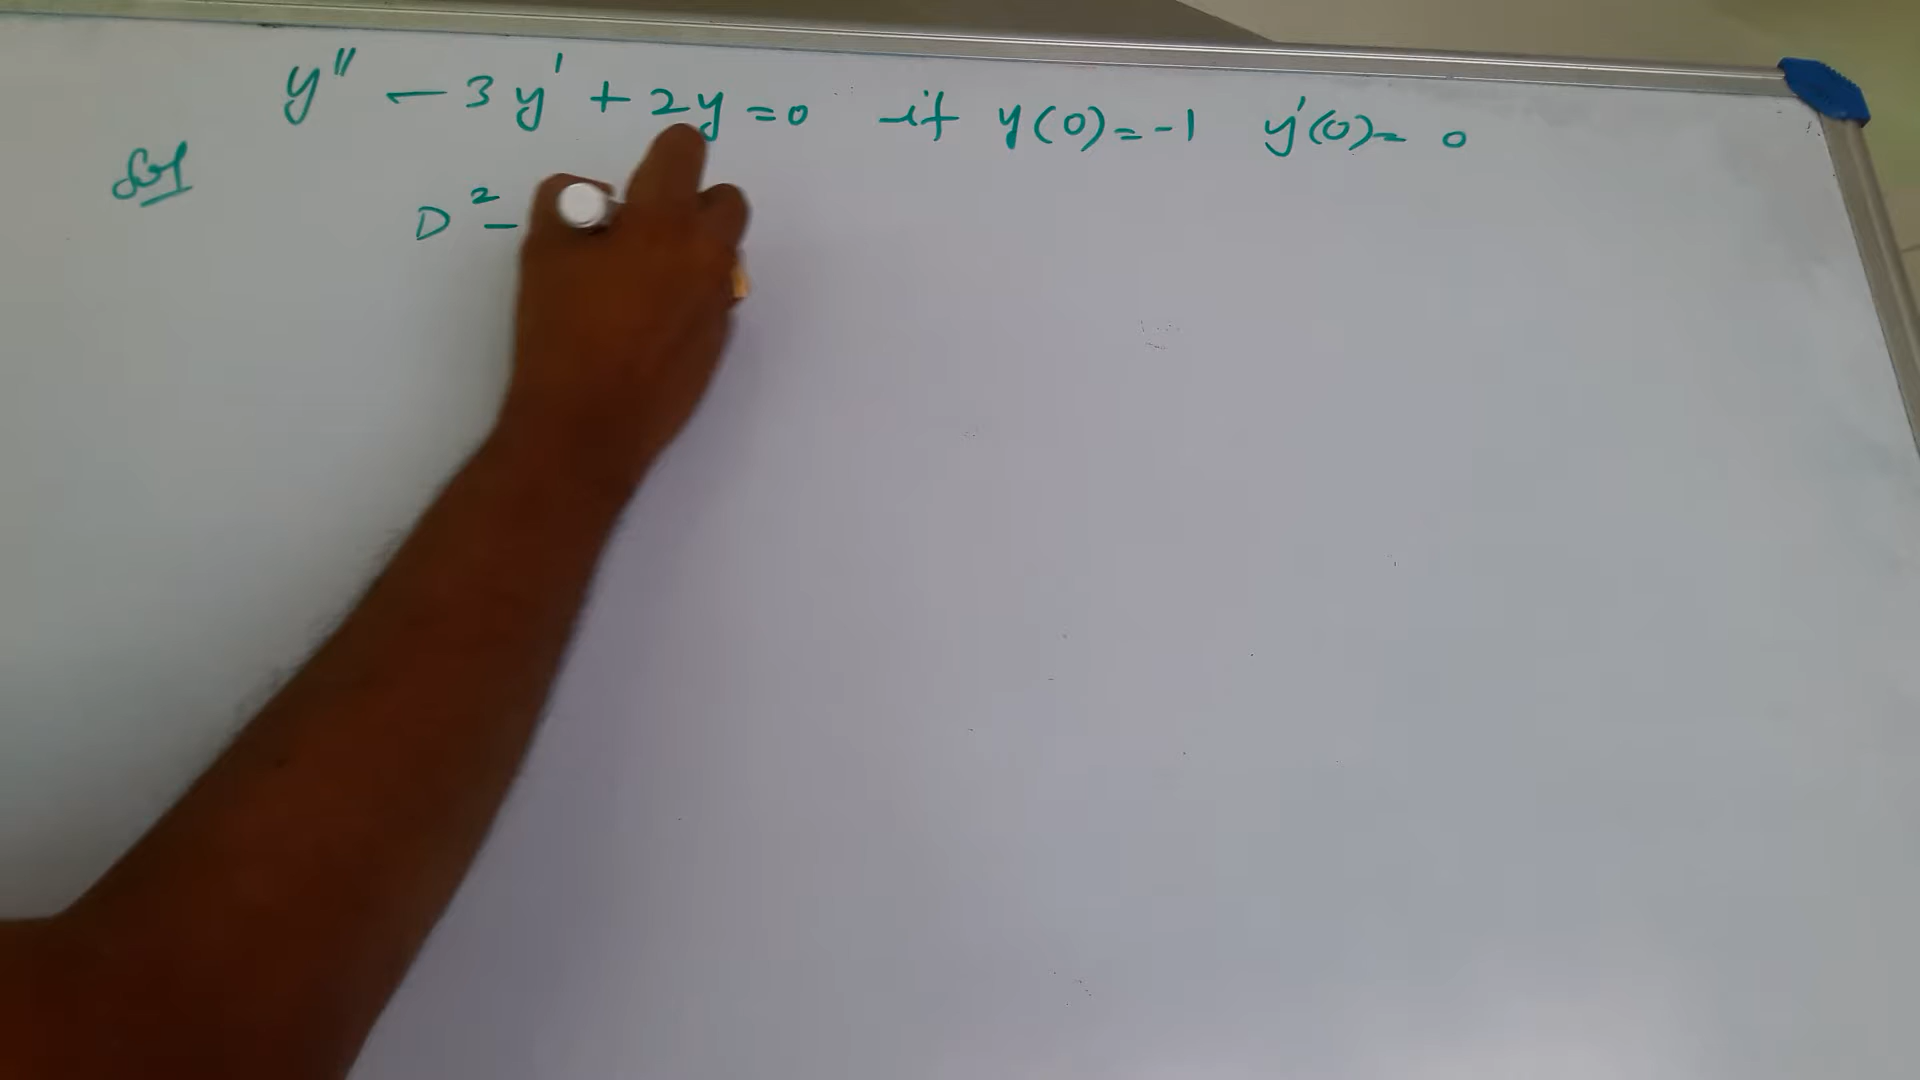 y'' - 3y' + 2y = 0 if y(0) = -1 y'(0) = 0
Sol
D² -